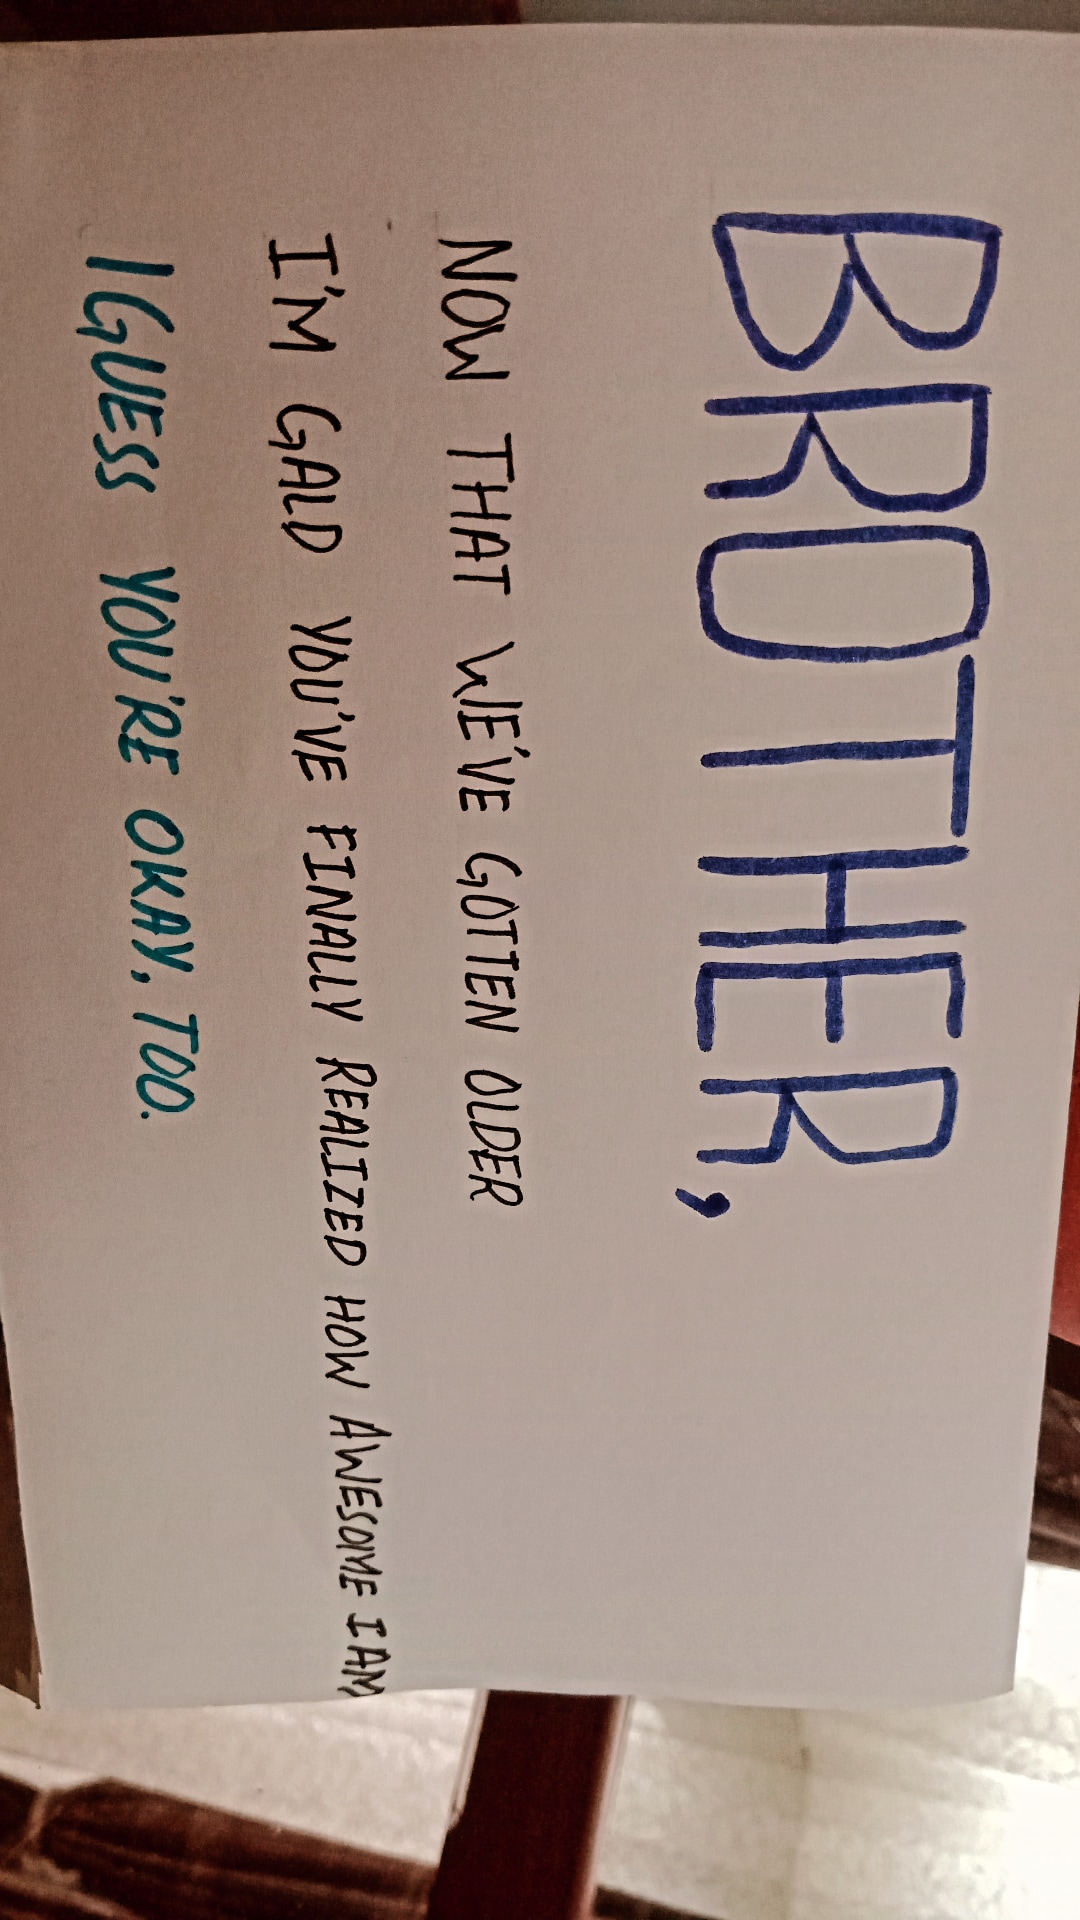 BROTHER,
NOW THAT WE'VE GOTTEN OLDER
I'M GALD YOU'VE FINALLY REALIZED HOW AWESOME I AM
I GUESS YOU'RE OKAY, TOO.